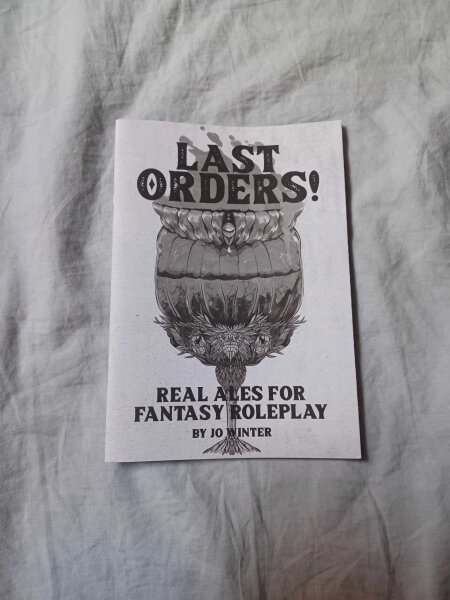 LAST
ORDERS!
REAL ALES FOR
FANTASY ROLEPLAY
BY JO WINTER